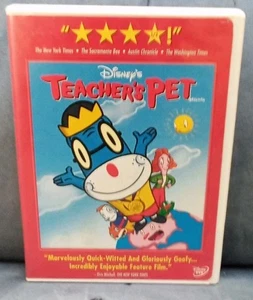 "★★★★!"
The New York Times • The Sacramento Bee • Austin Chronicle • The Washington Times
Disney's
TEACHER'S PET
"Marvelously Quick-Witted And Gloriously Goofy...
Incredibly Enjoyable Feature Film."
DVD